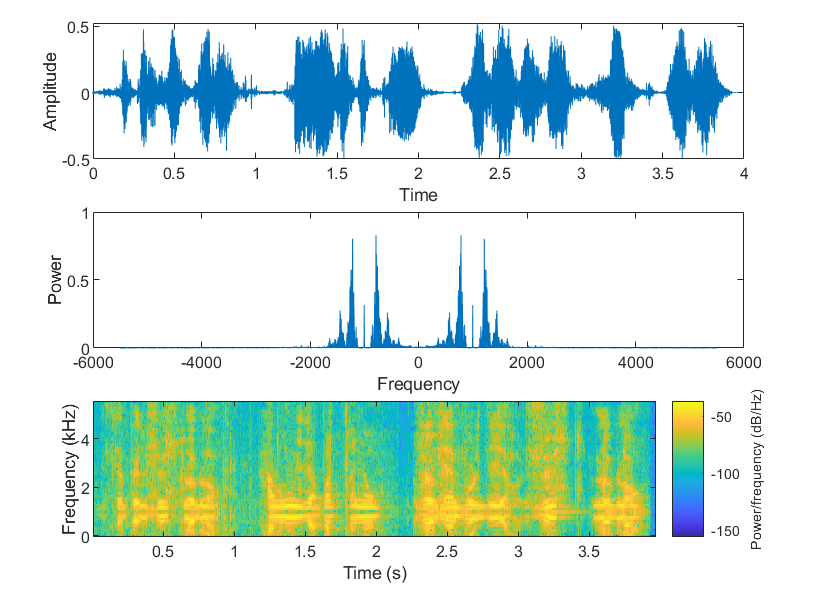 0.5
0
-0.5
Amplitude
0 0.5 1 1.5 2 2.5 3 3.5 4
Time
1
0.5
0
Power
-6000 -4000 -2000 0 2000 4000 6000
Frequency
4
2
0
Frequency (kHz)
0.5 1 1.5 2 2.5 3 3.5
Time (s)
-50
-100
-150
Power/frequency (dB/Hz)